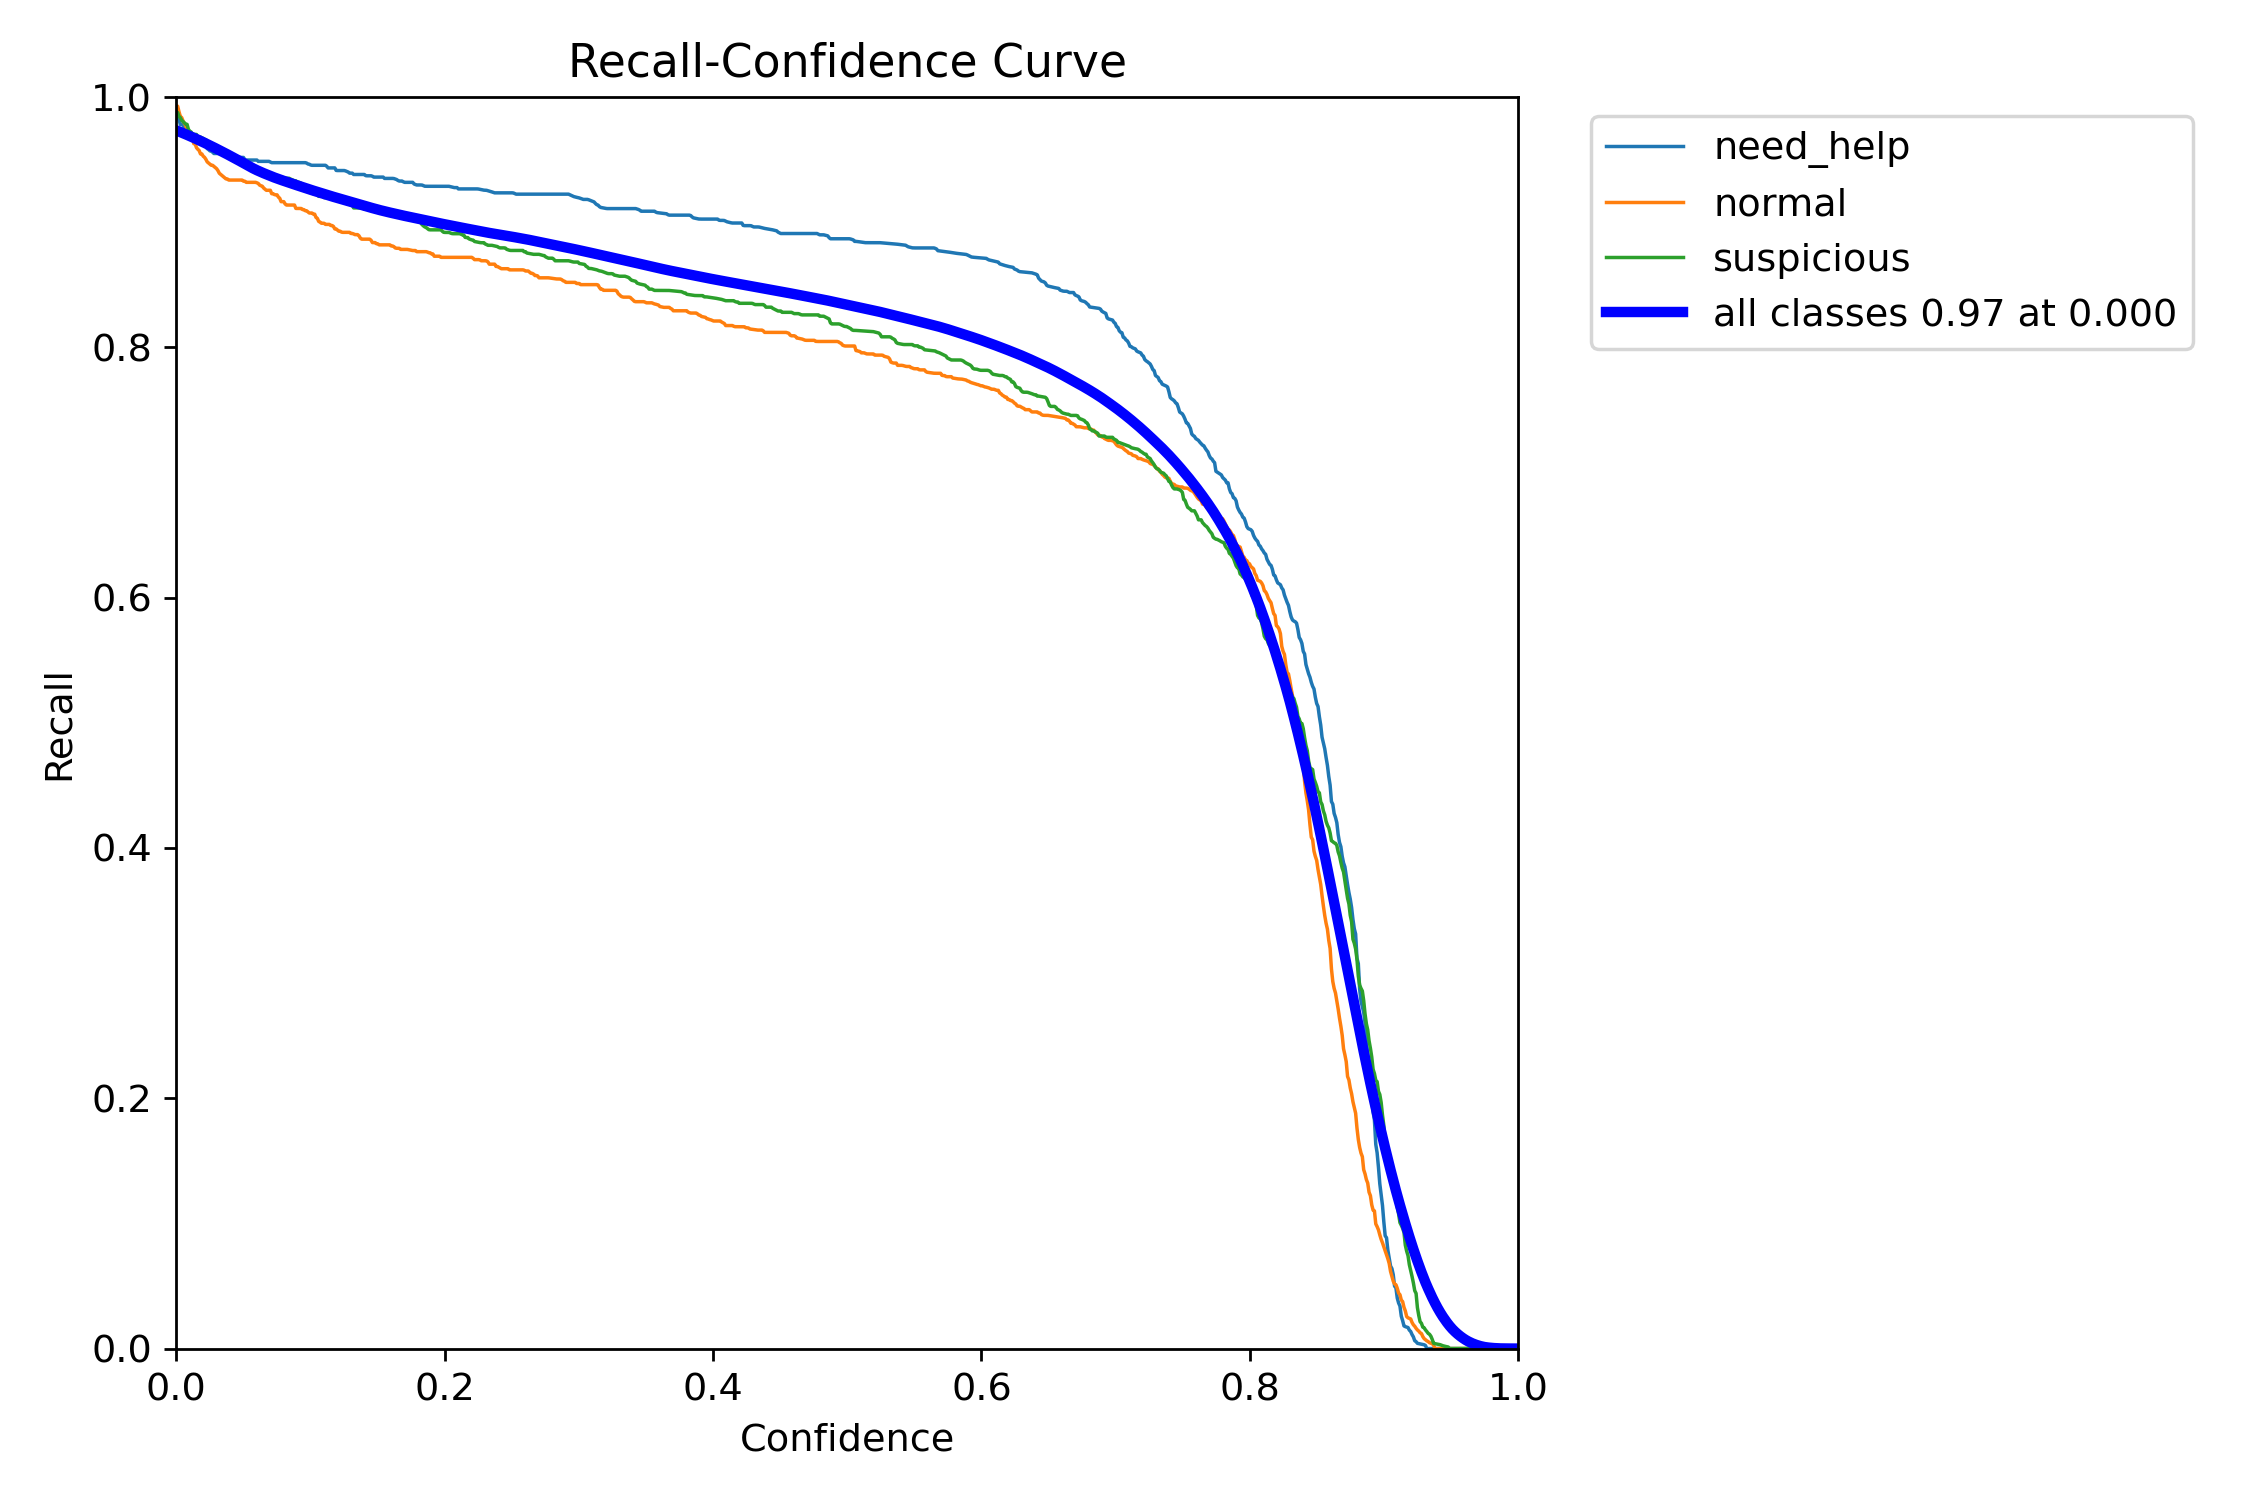 Recall-Confidence Curve
1.0
0.8
0.6
0.4
0.2
0.0
Recall
0.0 0.2 0.4 0.6 0.8 1.0
Confidence
need_help
normal
suspicious
all classes 0.97 at 0.000